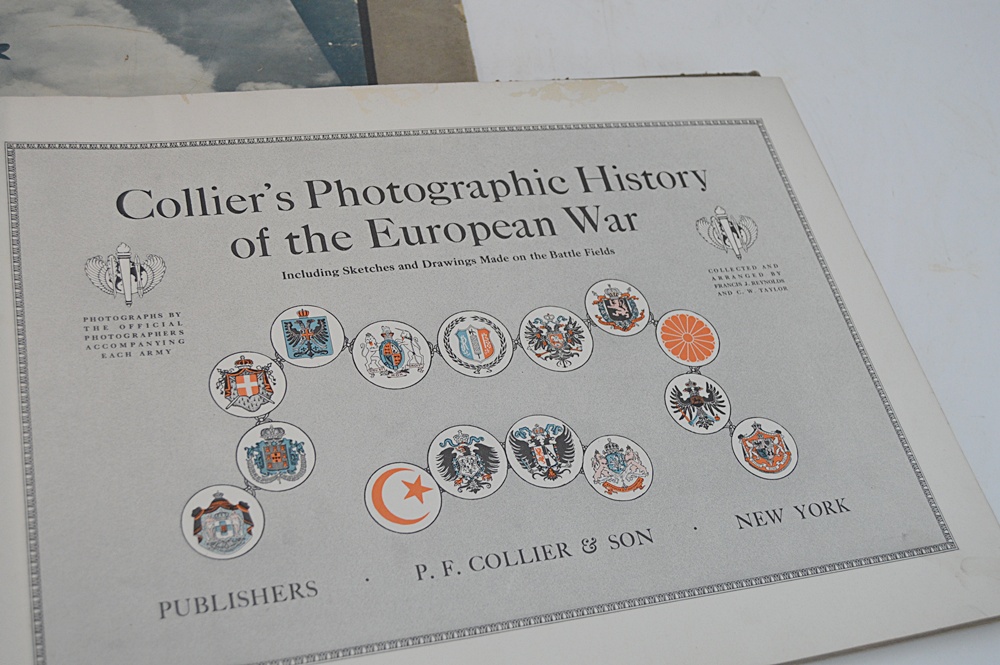 Collier's Photographic History
of the European War
Including Sketches and Drawings Made on the Battle Fields
PHOTOGRAPHS BY
THE OFFICIAL
PHOTOGRAPHERS
ACCOMPANYING
EACH ARMY
COLLECTED AND
ARRANGED BY
FRANCIS J. REYNOLDS
AND C. W. TAYLOR
PUBLISHERS · P. F. COLLIER & SON · NEW YORK